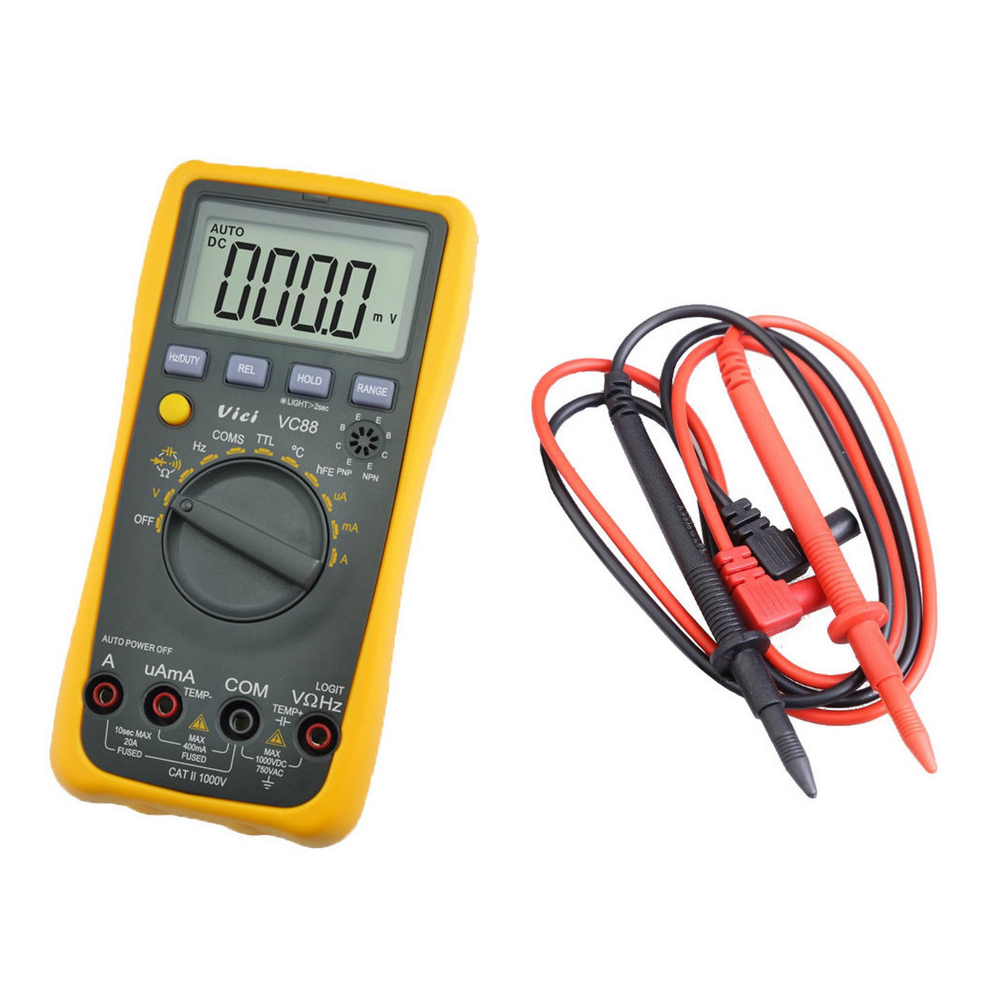 AUTO
DC
000.0 m V
Hz/DUTY REL HOLD RANGE
※LIGHT>2sec
Vici VC88
E E
B B
C C
E E
PNP NPN
OFF V Ω Hz COMS TTL °C hFE uA mA A
AUTO POWER OFF
A uAmA COM LOGIT
VΩHz
TEMP- TEMP+
10sec MAX
20A
FUSED
MAX
400mA
FUSED
MAX
1000VDC
750VAC
CAT II 1000V